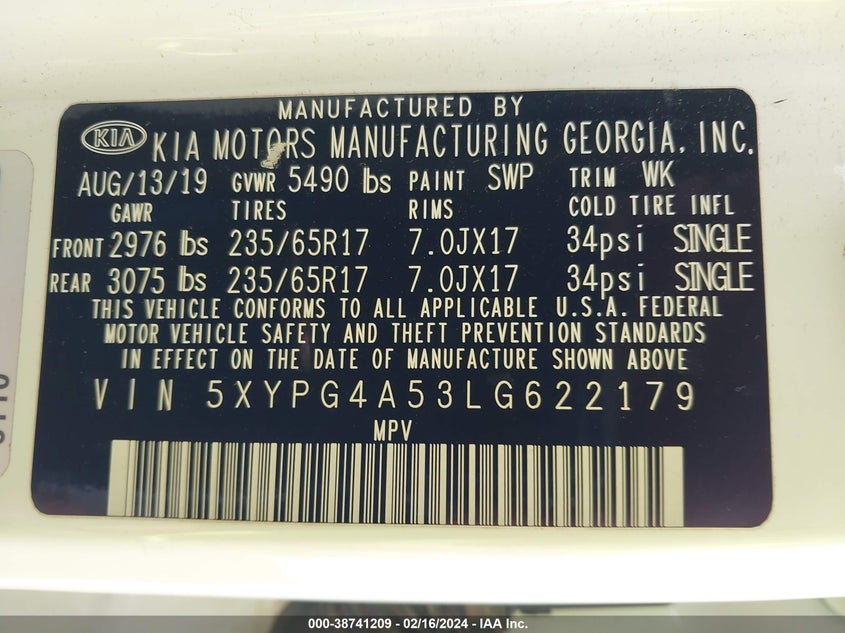 MANUFACTURED BY
KIA KIA MOTORS MANUFACTURING GEORGIA, INC.
AUG/13/19 GVWR 5490 lbs PAINT SWP TRIM WK
GAWR TIRES RIMS COLD TIRE INFL
FRONT 2976 lbs 235/65R17 7.0JX17 34psi SINGLE
REAR 3075 lbs 235/65R17 7.0JX17 34psi SINGLE
THIS VEHICLE CONFORMS TO ALL APPLICABLE U.S.A. FEDERAL
MOTOR VEHICLE SAFETY AND THEFT PREVENTION STANDARDS
IN EFFECT ON THE DATE OF MANUFACTURE SHOWN ABOVE
VIN 5XYPG4A53LG622179
MPV
000-38741209 - 02/16/2024 - IAA Inc.